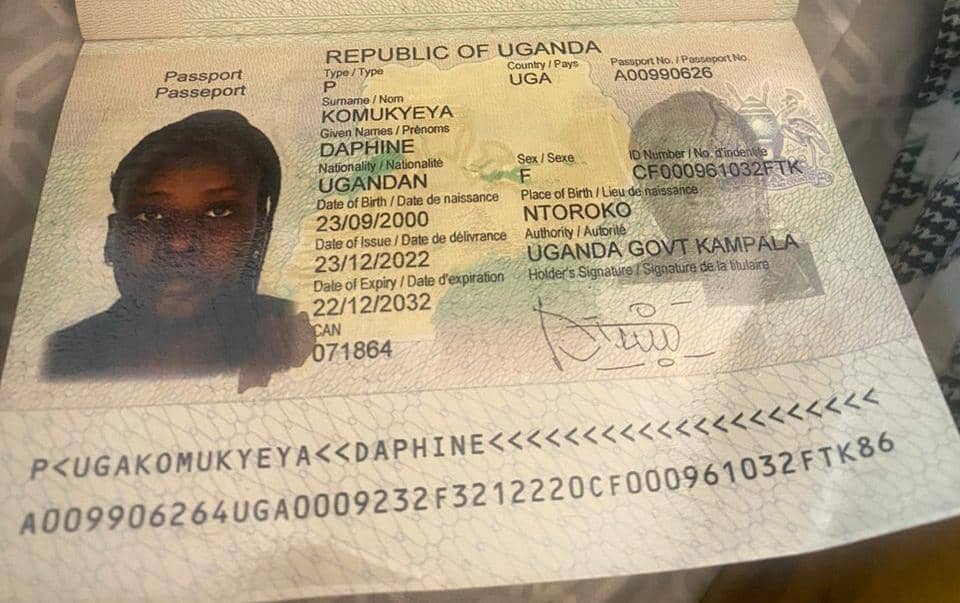 REPUBLIC OF UGANDA
Passport
Passeport
Type / Type
P
Country / Pays
UGA
Passport No. / Passeport No.
A00990626
Surname / Nom
KOMUKYEYA
Given Names / Prénoms
DAPHINE
Nationality / Nationalité
UGANDAN
Sex / Sexe
F
ID Number / No. d'indentite
CF000961032FTK
Date of Birth / Date de naissance
23/09/2000
Place of Birth / Lieu de naissance
NTOROKO
Date of Issue / Date de délivrance
23/12/2022
Authority / Autorité
UGANDA GOVT KAMPALA
Date of Expiry / Date d'expiration
22/12/2032
Holder's Signature / Signature de la titulaire
CAN
071864
P<UGAKOMUKYEYA<<DAPHINE<<<<<<<<<<<<<<<<<<<<<
A009906264UGA0009232F3212220CF000961032FTK86